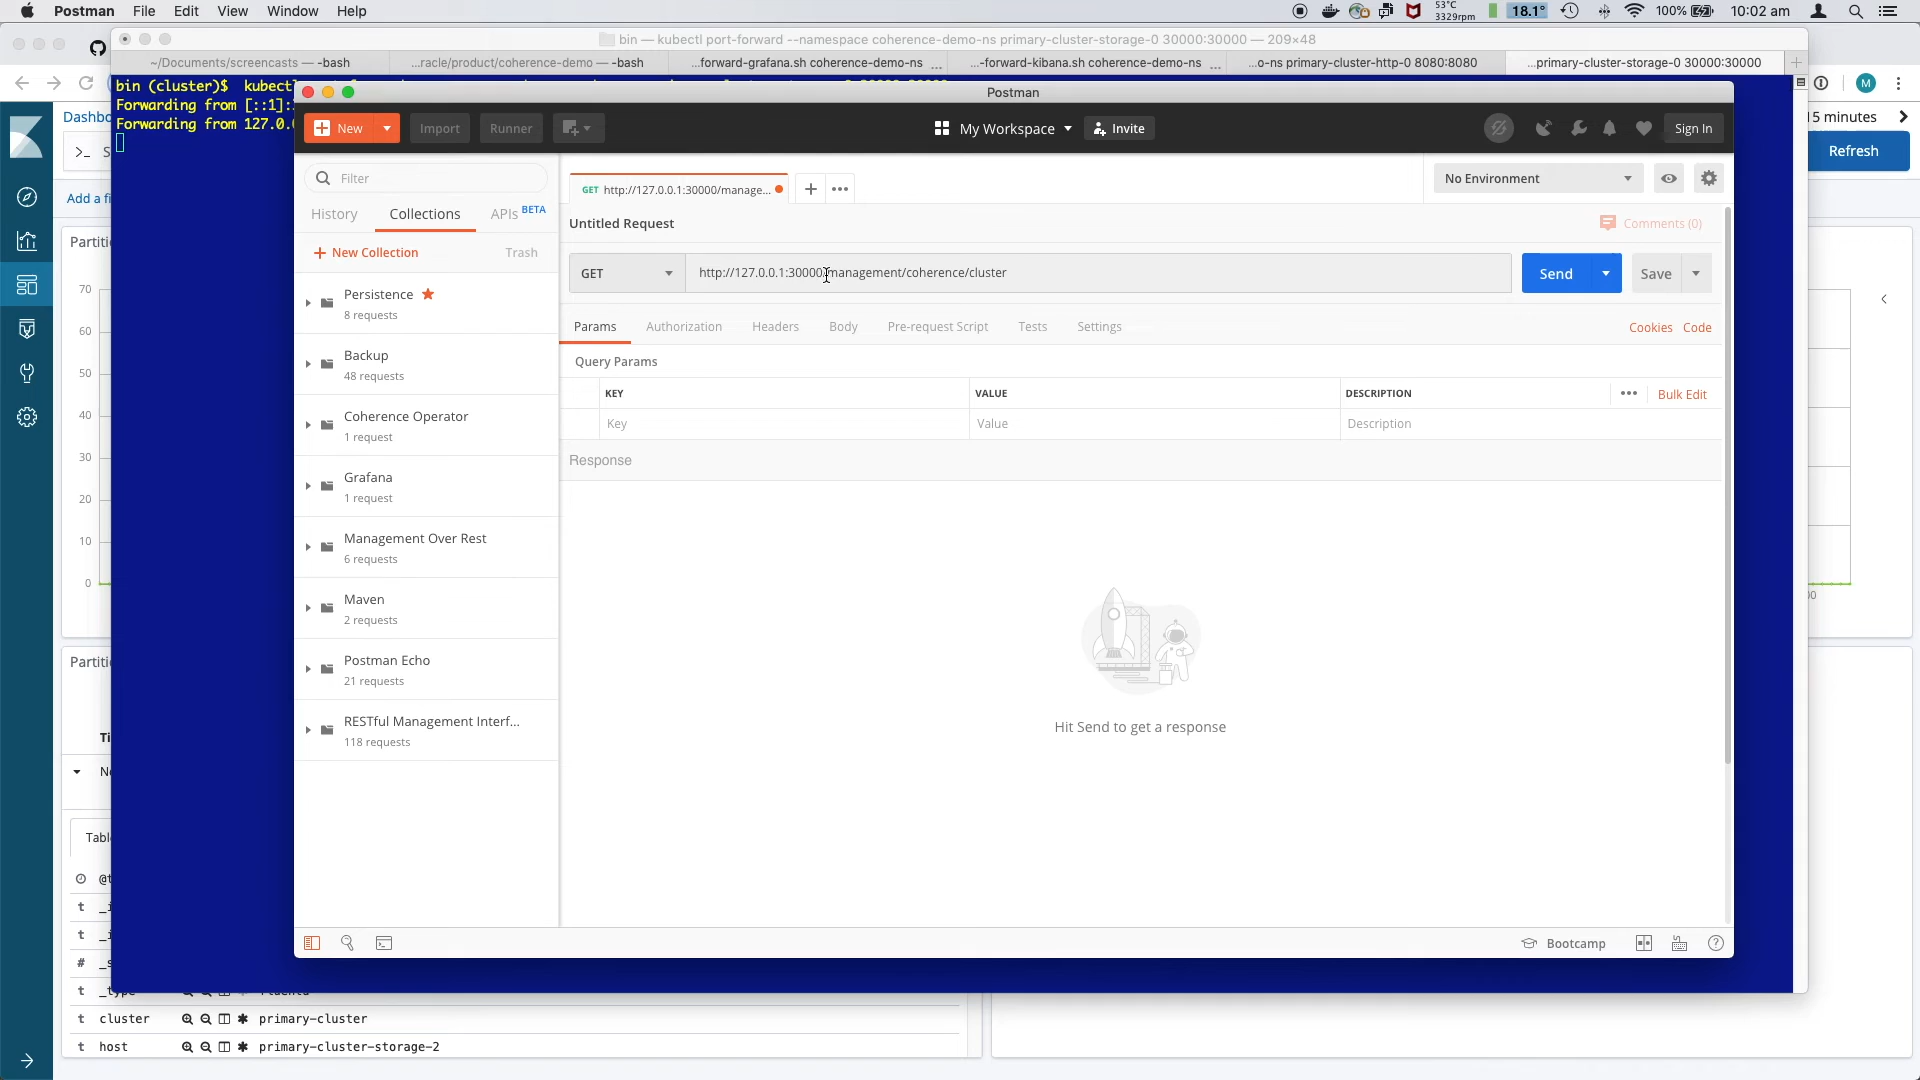 Postman File Edit View Window Help
53°C 3329rpm 18.1° 100% 10:02 am
bin — kubectl port-forward --namespace coherence-demo-ns primary-cluster-storage-0 30000:30000 — 209×48
~/Documents/screencasts — -bash
...racle/product/coherence-demo — -bash
...forward-grafana.sh coherence-demo-ns ...
...-forward-kibana.sh coherence-demo-ns ...
...o-ns primary-cluster-http-0 8080:8080
...primary-cluster-storage-0 30000:30000
bin (cluster)$ kubectl
Forwarding from [::1]:
Forwarding from 127.0.
Postman
New
Import
Runner
My Workspace
Invite
Sign In
M
Dashbo
15 minutes
>_ S
Refresh
Add a fi
Filter
History
Collections
APIs BETA
+ New Collection
Trash
Persistence
8 requests
Backup
48 requests
Coherence Operator
1 request
Grafana
1 request
Management Over Rest
6 requests
Maven
2 requests
Postman Echo
21 requests
RESTful Management Interf...
118 requests
GET http://127.0.0.1:30000/manage...
No Environment
Untitled Request
Comments (0)
GET
http://127.0.0.1:30000/management/coherence/cluster
Send
Save
Params
Authorization
Headers
Body
Pre-request Script
Tests
Settings
Cookies
Code
Query Params
KEY
VALUE
DESCRIPTION
Bulk Edit
Key
Value
Description
Response
Hit Send to get a response
Bootcamp
Partiti
70
60
50
40
30
20
10
0
Partiti
Ti
Tabl
@t
t _i
t _i
# _s
t _type
t cluster primary-cluster
t host primary-cluster-storage-2